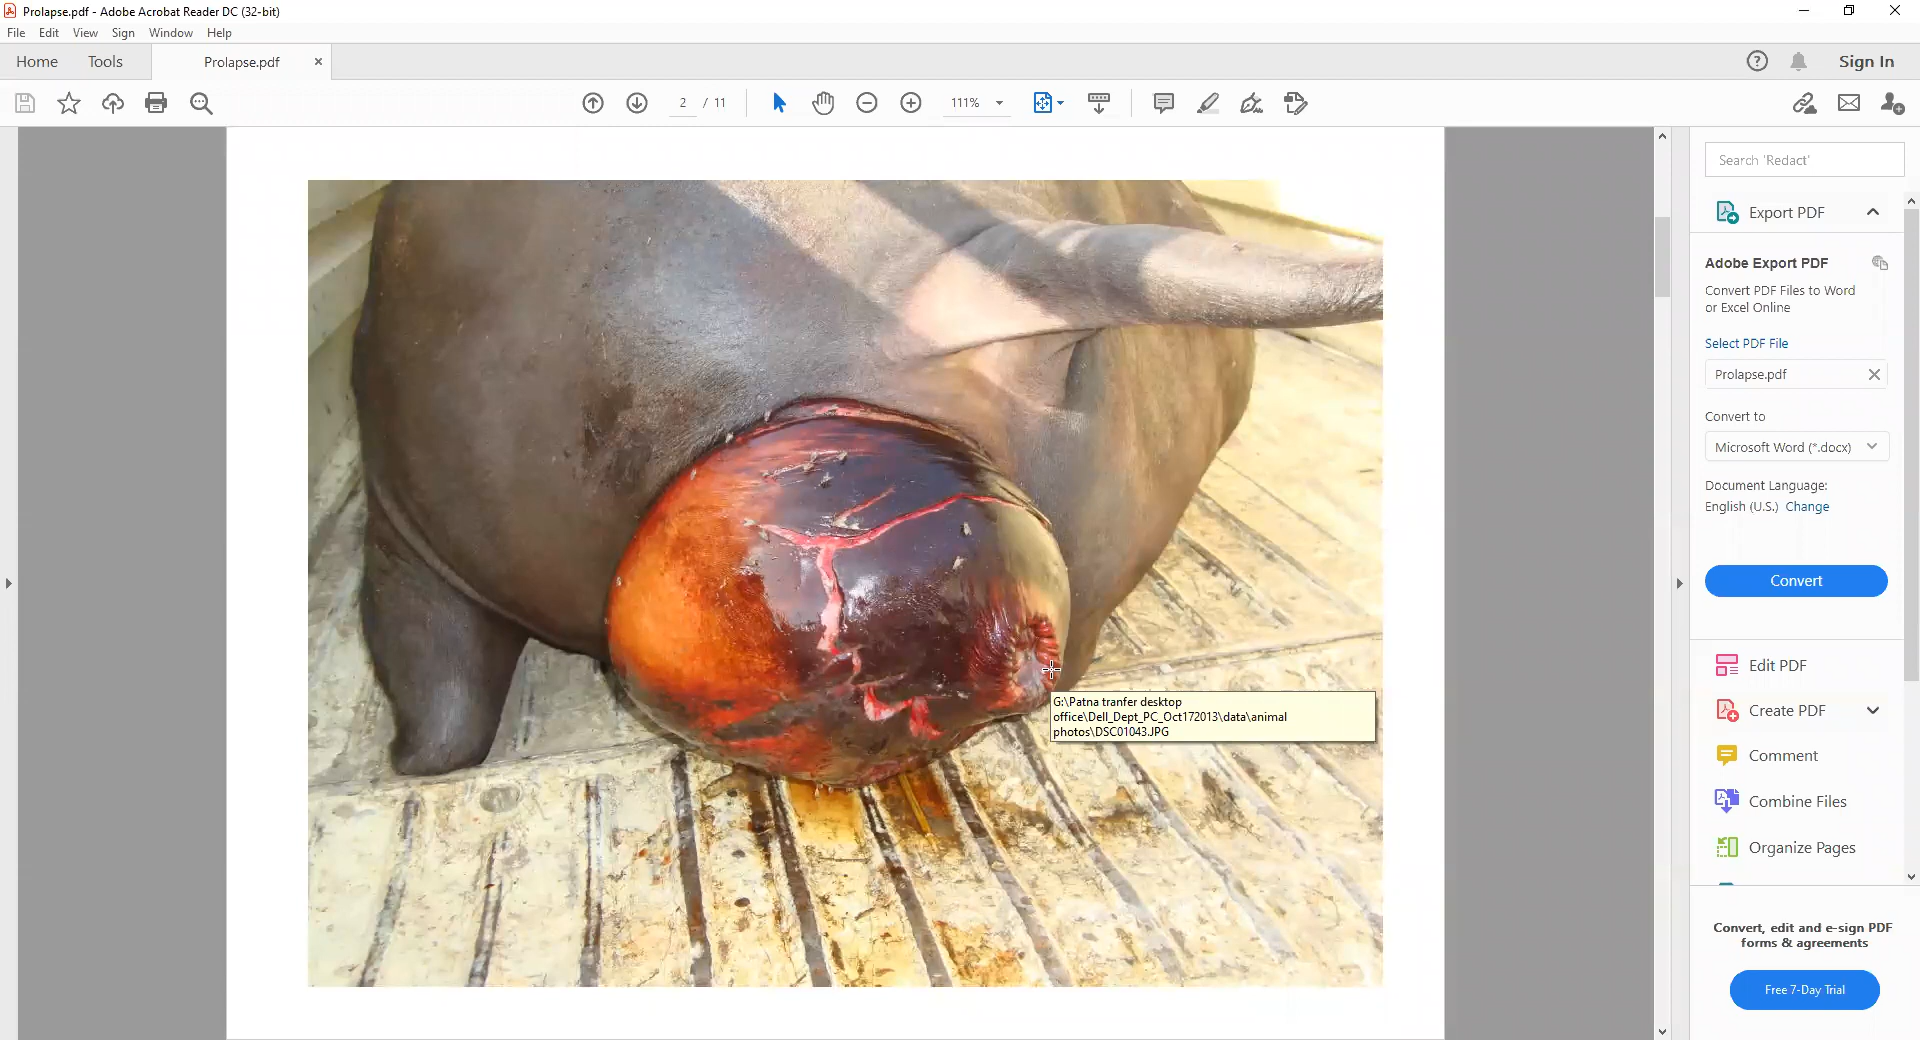 Prolapse.pdf - Adobe Acrobat Reader DC (32-bit)
File Edit View Sign Window Help
Home Tools Prolapse.pdf Sign In
2 / 11 111%
Search 'Redact'
Export PDF
Adobe Export PDF
Convert PDF Files to Word
or Excel Online
Select PDF File
Prolapse.pdf
Convert to
Microsoft Word (*.docx)
Document Language:
English (U.S.) Change
Convert
Edit PDF
Create PDF
Comment
Combine Files
Organize Pages
Convert, edit and e-sign PDF
forms & agreements
Free 7-Day Trial
G:\Patna tranfer desktop
office\Dell_Dept_PC_Oct172013\data\animal
photos\DSC01043.JPG